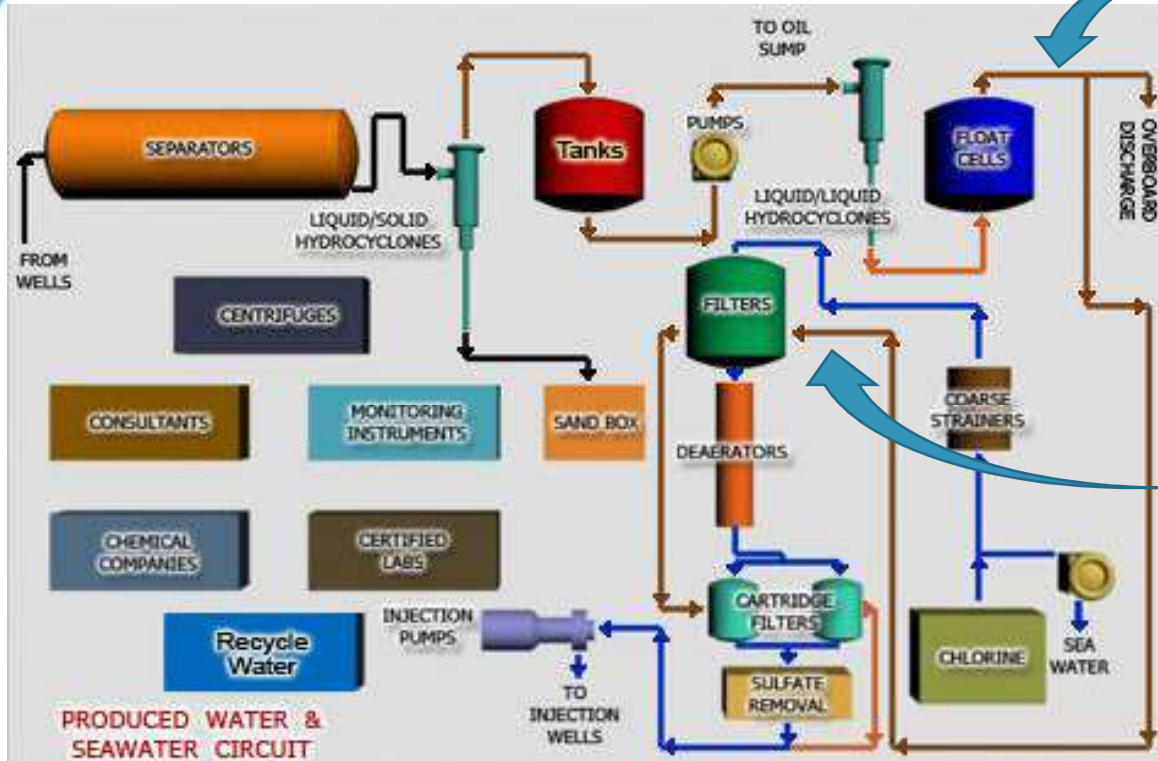 TO OIL
SUMP
SEPARATORS
Tanks
PUMPS
FLOAT
CELLS
OVERBOARD
DISCHARGE
LIQUID/SOLID
HYDROCYCLONES
LIQUID/LIQUID
HYDROCYCLONES
FROM
WELLS
CENTRIFUGES
FILTERS
CONSULTANTS
MONITORING
INSTRUMENTS
SAND BOX
COARSE
STRAINERS
DEAERATORS
CHEMICAL
COMPANIES
CERTIFIED
LABS
CARTRIDGE
FILTERS
INJECTION
PUMPS
Recycle
Water
CHLORINE
SEA
WATER
SULFATE
REMOVAL
TO
INJECTION
WELLS
PRODUCED WATER &
SEAWATER CIRCUIT